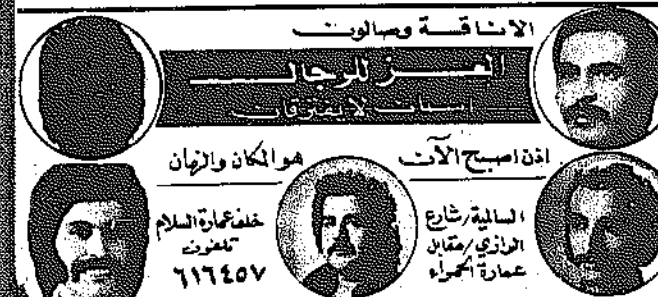 الاناقة وصالون
العز للرجال
اسمان لا يفترقان
اذن اصبح الآن
هو المكان والزمان
السالمية/شارع
الرازي/مقابل
عمارة الحمراء
خلف عمارة السلام
تلفون
٦١٦٤٥٧